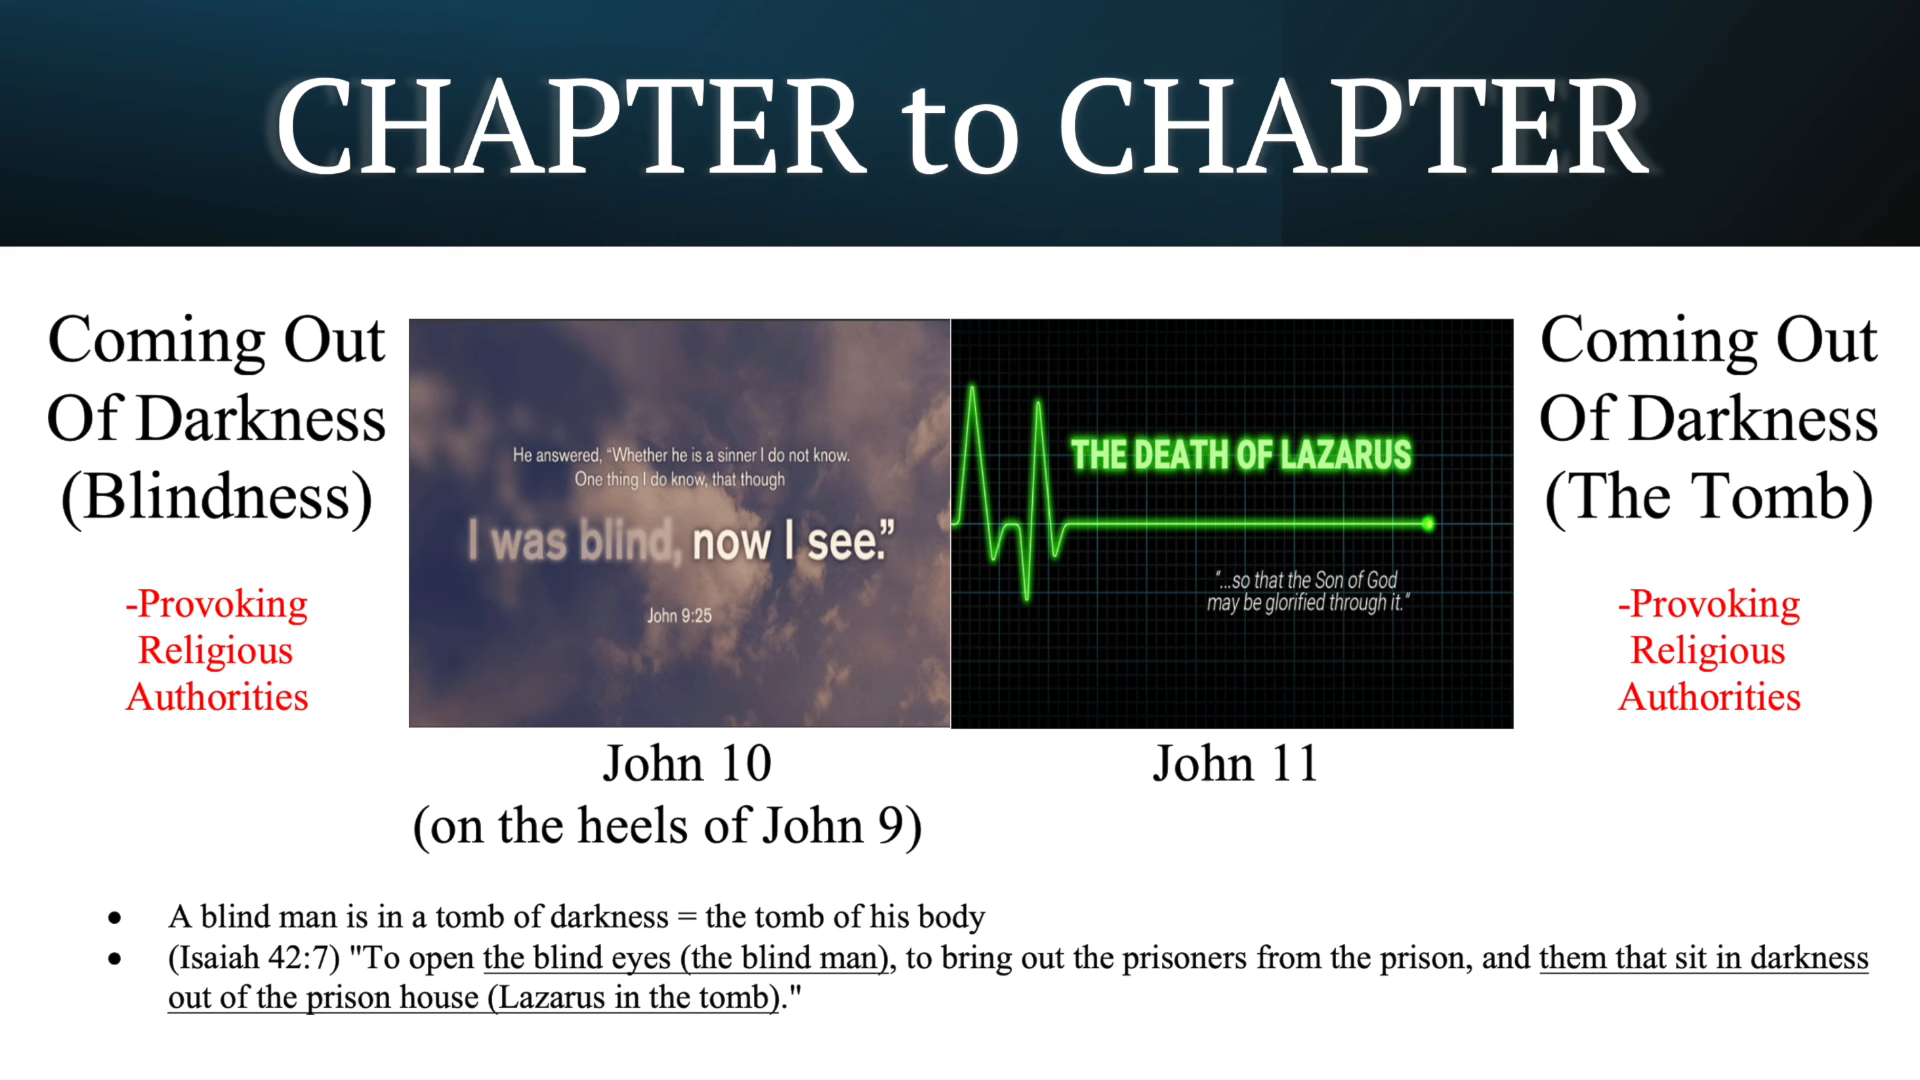 CHAPTER to CHAPTER
Coming Out
Of Darkness
(Blindness)
-Provoking
Religious
Authorities
He answered, “Whether he is a sinner I do not know.
One thing I do know, that though
I was blind, now I see.”
John 9:25
THE DEATH OF LAZARUS
"...so that the Son of God
may be glorified through it."
Coming Out
Of Darkness
(The Tomb)
-Provoking
Religious
Authorities
John 10
(on the heels of John 9)
John 11
• A blind man is in a tomb of darkness = the tomb of his body
• (Isaiah 42:7) "To open the blind eyes (the blind man), to bring out the prisoners from the prison, and them that sit in darkness
out of the prison house (Lazarus in the tomb)."